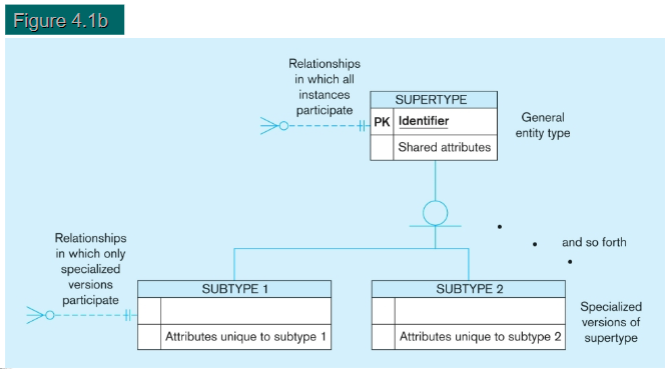 Figure 4.1b
Relationships
in which all
instances
participate
SUPERTYPE
PK Identifier
Shared attributes
General
entity type
and so forth
Relationships
in which only
specialized
versions
participate
SUBTYPE 1
Attributes unique to subtype 1
SUBTYPE 2
Attributes unique to subtype 2
Specialized
versions of
supertype